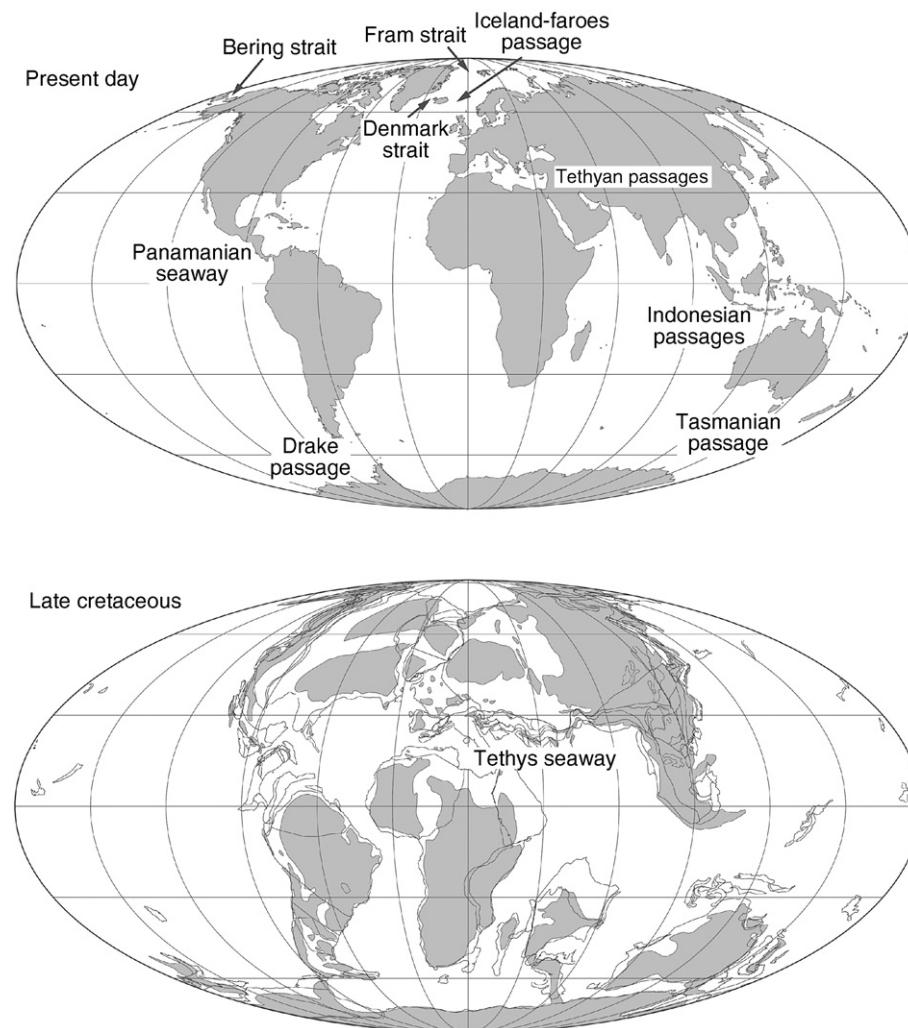 Present day
Bering strait
Fram strait
Iceland-faroes
passage
Denmark
strait
Tethyan passages
Panamanian
seaway
Indonesian
passages
Drake
passage
Tasmanian
passage
Late cretaceous
Tethys seaway